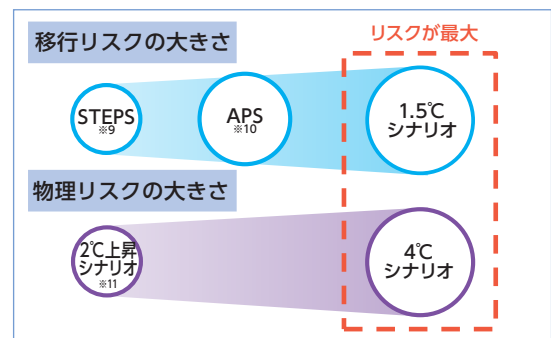 移行リスクの大きさ
リスクが最大
STEPS
※9
APS
※10
1.5℃
シナリオ
物理リスクの大きさ
2℃上昇
シナリオ
※11
4℃
シナリオ